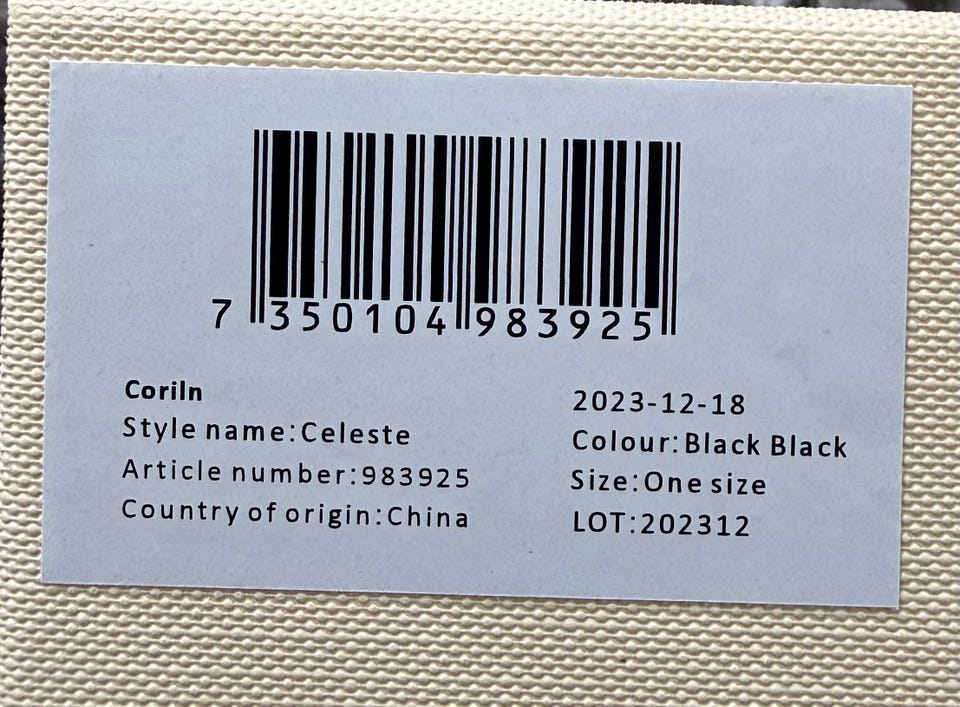 7 350104 983925
Coriln
Style name:Celeste
Article number:983925
Country of origin:China
2023-12-18
Colour:Black Black
Size:One size
LOT:202312